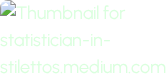 Thumbnail for
statistician-in-
stilettos.medium.com